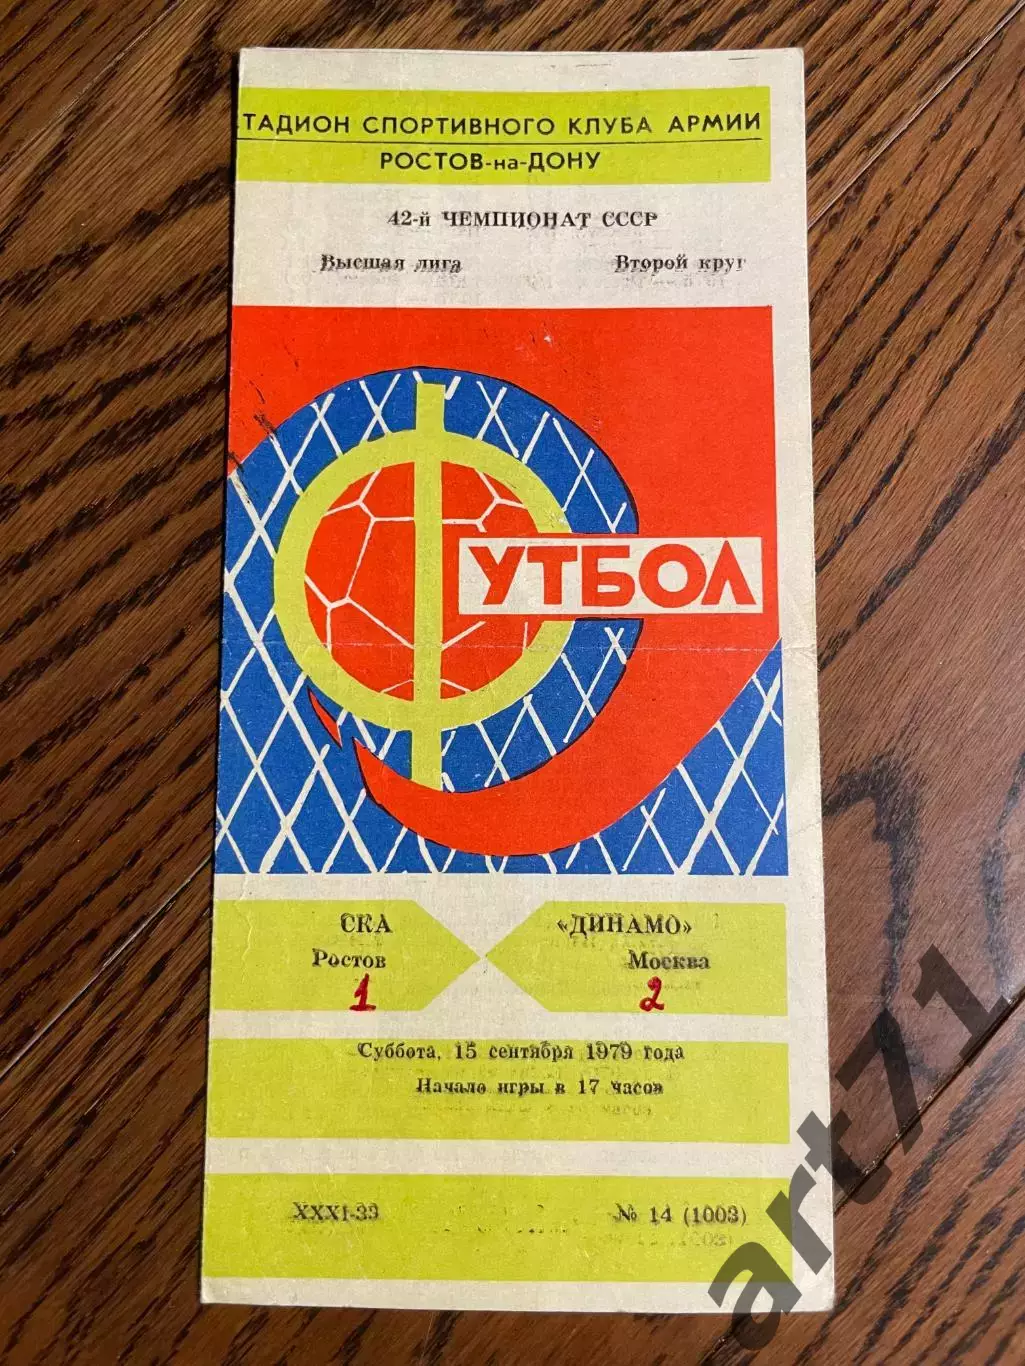 ТАДИОН СПОРТИВНОГО КЛУБА АРМИИ
РОСТОВ-на-ДОНУ
42-й ЧЕМПИОНАТ СССР
Высшая лига Второй круг
ФУТБОЛ
СКА «ДИНАМО»
Ростов Москва
1 2
Суббота, 15 сентября 1979 года
Начало игры в 17 часов
XXXI-33 № 14 (1003)
art71